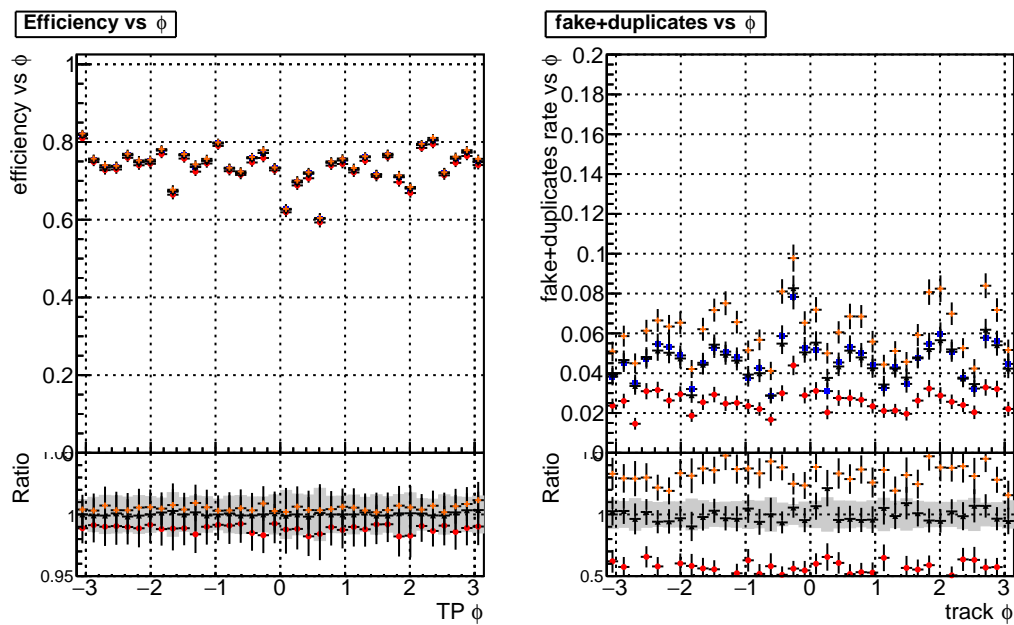 Efficiency vs ϕ
efficiency vs ϕ
1
0.8
0.6
0.4
0.2
0
Ratio
1
0.95
−3 −2 −1 0 1 2 3
TP ϕ
fake+duplicates vs ϕ
fake+duplicates rate vs ϕ
0.2
0.18
0.16
0.14
0.12
0.1
0.08
0.06
0.04
0.02
0
Ratio
1
0.5
−3 −2 −1 0 1 2 3
track ϕ